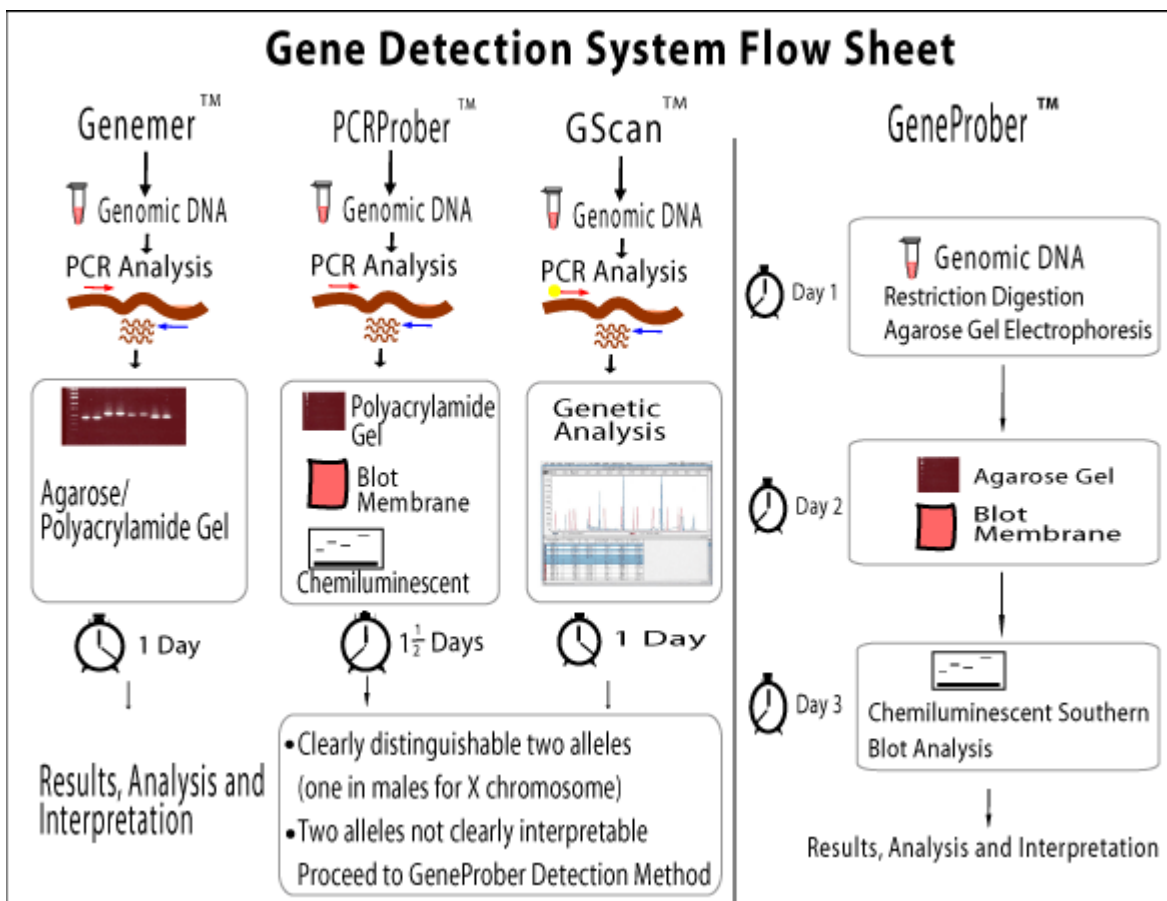 Gene Detection System Flow Sheet
Genemer™
Genomic DNA
PCR Analysis
Agarose/
Polyacrylamide Gel
1 Day
Results, Analysis and
Interpretation
PCRProber™
Genomic DNA
PCR Analysis
Polyacrylamide
Gel
Blot
Membrane
Chemiluminescent
1 1/2 Days
GScan™
Genomic DNA
PCR Analysis
Genetic
Analysis
1 Day
•Clearly distinguishable two alleles
(one in males for X chromosome)
•Two alleles not clearly interpretable
Proceed to GeneProber Detection Method
GeneProber™
Day 1
Genomic DNA
Restriction Digestion
Agarose Gel Electrophoresis
Day 2
Agarose Gel
Blot
Membrane
Day 3
Chemiluminescent Southern
Blot Analysis
Results, Analysis and Interpretation